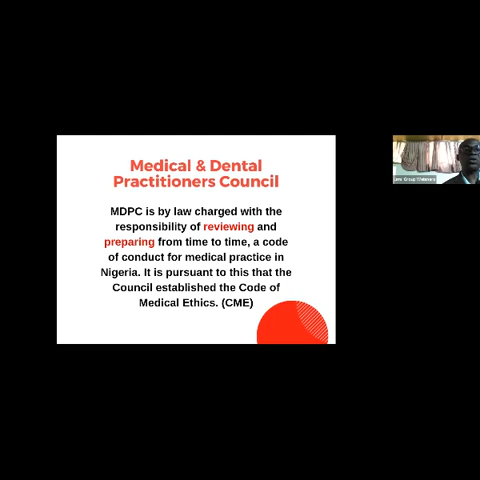 Medical & Dental
Practitioners Council
MDPC is by law charged with the
responsibility of reviewing and
preparing from time to time, a code
of conduct for medical practice in
Nigeria. It is pursuant to this that the
Council established the Code of
Medical Ethics. (CME)